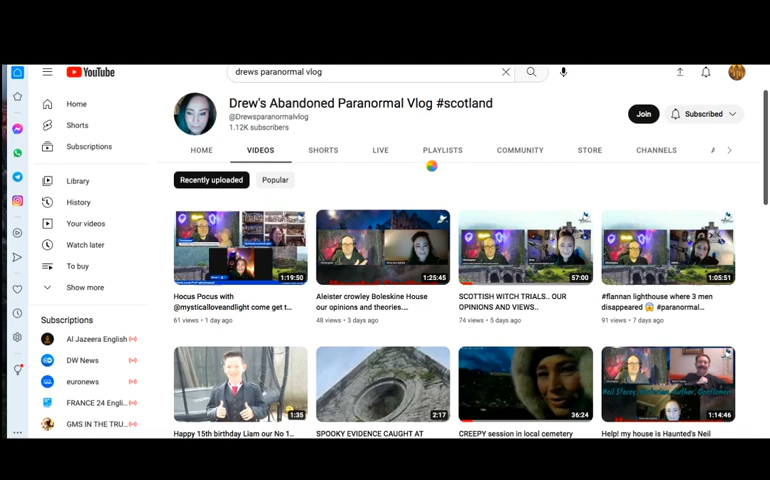 YouTube
drews paranormal vlog
Drew's Abandoned Paranormal Vlog #scotland
@Drewsparanormalvlog
1.12K subscribers
Join
Subscribed
HOME VIDEOS SHORTS LIVE PLAYLISTS COMMUNITY STORE CHANNELS
Recently uploaded Popular
Home
Shorts
Subscriptions
Library
History
Your videos
Watch later
To buy
Show more
Subscriptions
Al Jazeera English
DW News
euronews
FRANCE 24 Engli...
GMS IN THE TRU...
1:19:50
Hocus Pocus with
@mysticalloveandlight come get t...
61 views • 1 day ago
1:25:45
Aleister crowley Boleskine House
our opinions and theories....
48 views • 3 days ago
57:00
SCOTTISH WITCH TRIALS.. OUR
OPINIONS AND VIEWS..
74 views • 5 days ago
1:05:51
#flannan lighthouse where 3 men
disappeared 😱 #paranormal...
91 views • 7 days ago
1:35
Happy 15th birthday Liam our No 1...
2:17
SPOOKY EVIDENCE CAUGHT AT
36:24
CREEPY session in local cemetery
1:14:46
Help! my house is Haunted's Neil